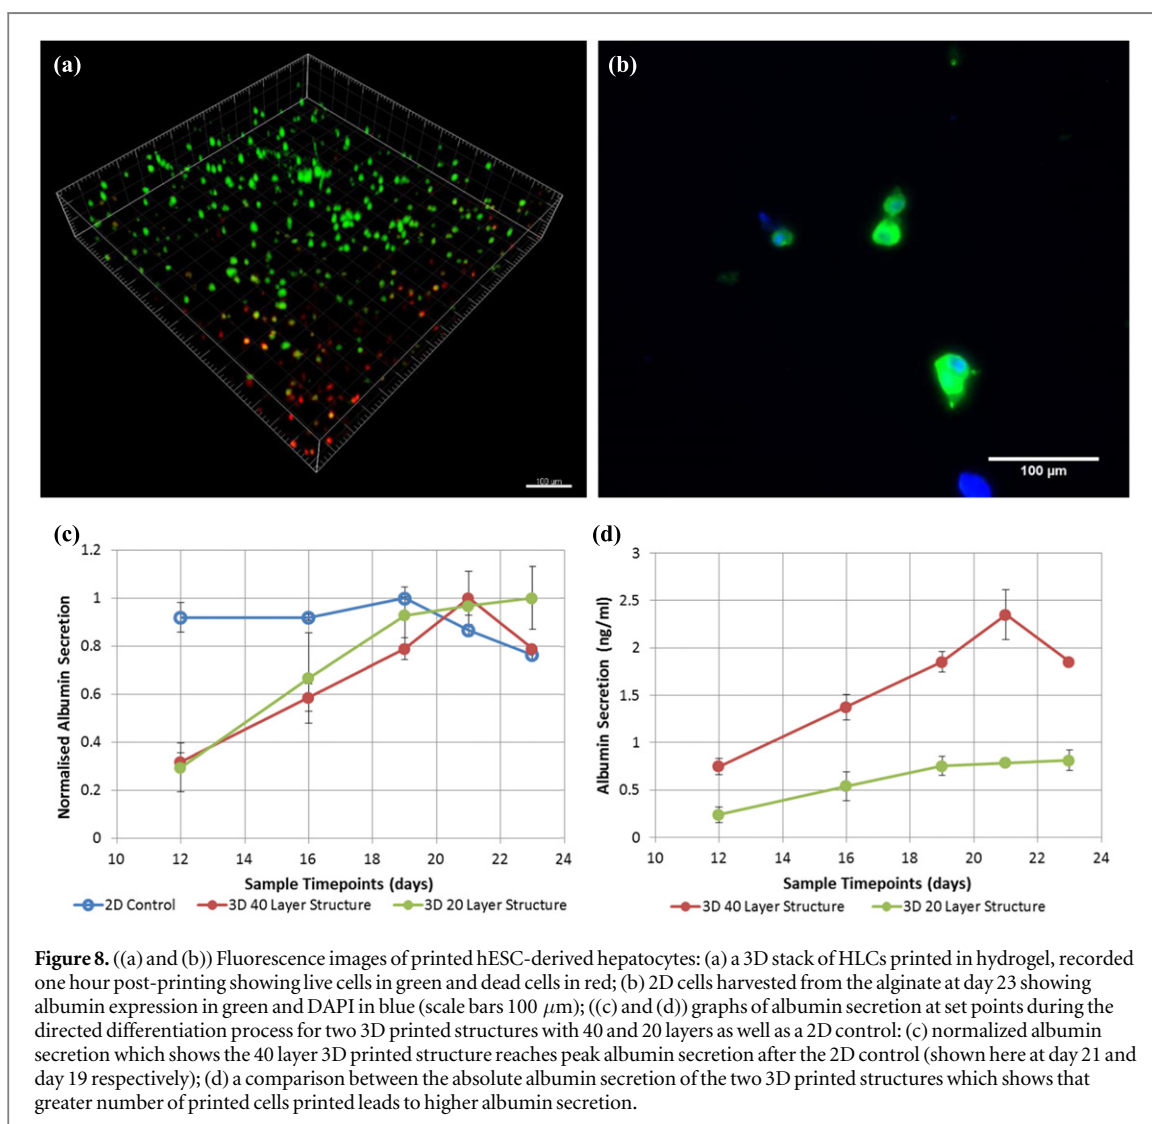 (a)
(b)
100 µm
100 µm
(c)
(d)
1.2
1
0.8
0.6
0.4
0.2
0
Normalised Albumin Secretion
10 12 14 16 18 20 22 24
Sample Timepoints (days)
2D Control 3D 40 Layer Structure 3D 20 Layer Structure
3
2.5
2
1.5
1
0.5
0
Albumin Secretion (ng/ml)
10 12 14 16 18 20 22 24
Sample Timepoints (days)
3D 40 Layer Structure 3D 20 Layer Structure
Figure 8. ((a) and (b)) Fluorescence images of printed hESC-derived hepatocytes: (a) a 3D stack of HLCs printed in hydrogel, recorded
one hour post-printing showing live cells in green and dead cells in red; (b) 2D cells harvested from the alginate at day 23 showing
albumin expression in green and DAPI in blue (scale bars 100 µm); ((c) and (d)) graphs of albumin secretion at set points during the
directed differentiation process for two 3D printed structures with 40 and 20 layers as well as a 2D control: (c) normalized albumin
secretion which shows the 40 layer 3D printed structure reaches peak albumin secretion after the 2D control (shown here at day 21 and
day 19 respectively); (d) a comparison between the absolute albumin secretion of the two 3D printed structures which shows that
greater number of printed cells printed leads to higher albumin secretion.